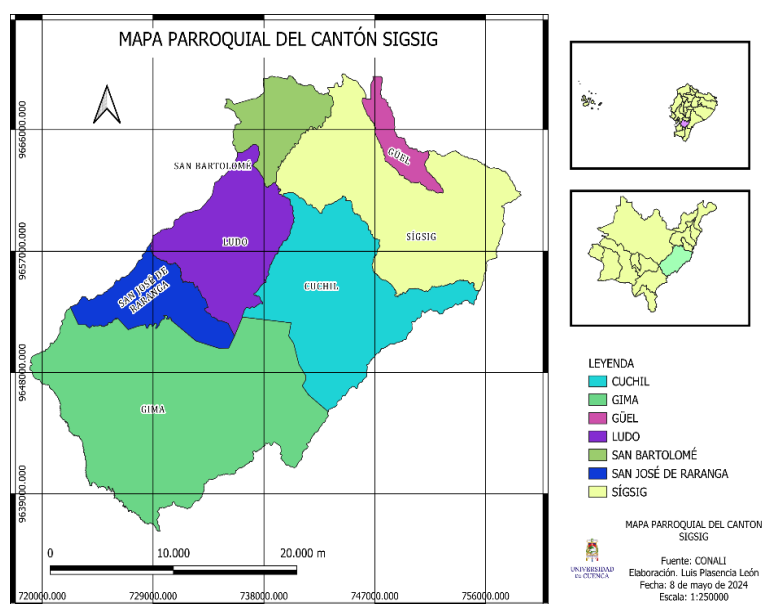 MAPA PARROQUIAL DEL CANTÓN SIGSIG
SAN BARTOLOMÉ
GÜEL
LUDO
SÍGSIG
SAN JOSÉ DE
RARANGA
CUCHIL
GIMA
0 10.000 20.000 m
9666000.000
9657000.000
9648000.000
9639000.000
720000.000 729000.000 738000.000 747000.000 756000.000
LEYENDA
CUCHIL
GIMA
GÜEL
LUDO
SAN BARTOLOMÉ
SAN JOSÉ DE RARANGA
SÍGSIG
UNIVERSIDAD
DE CUENCA
MAPA PARROQUIAL DEL CANTON
SIGSIG
Fuente: CONALI
Elaboración. Luis Plasencia León
Fecha: 8 de mayo de 2024
Escala: 1:250000